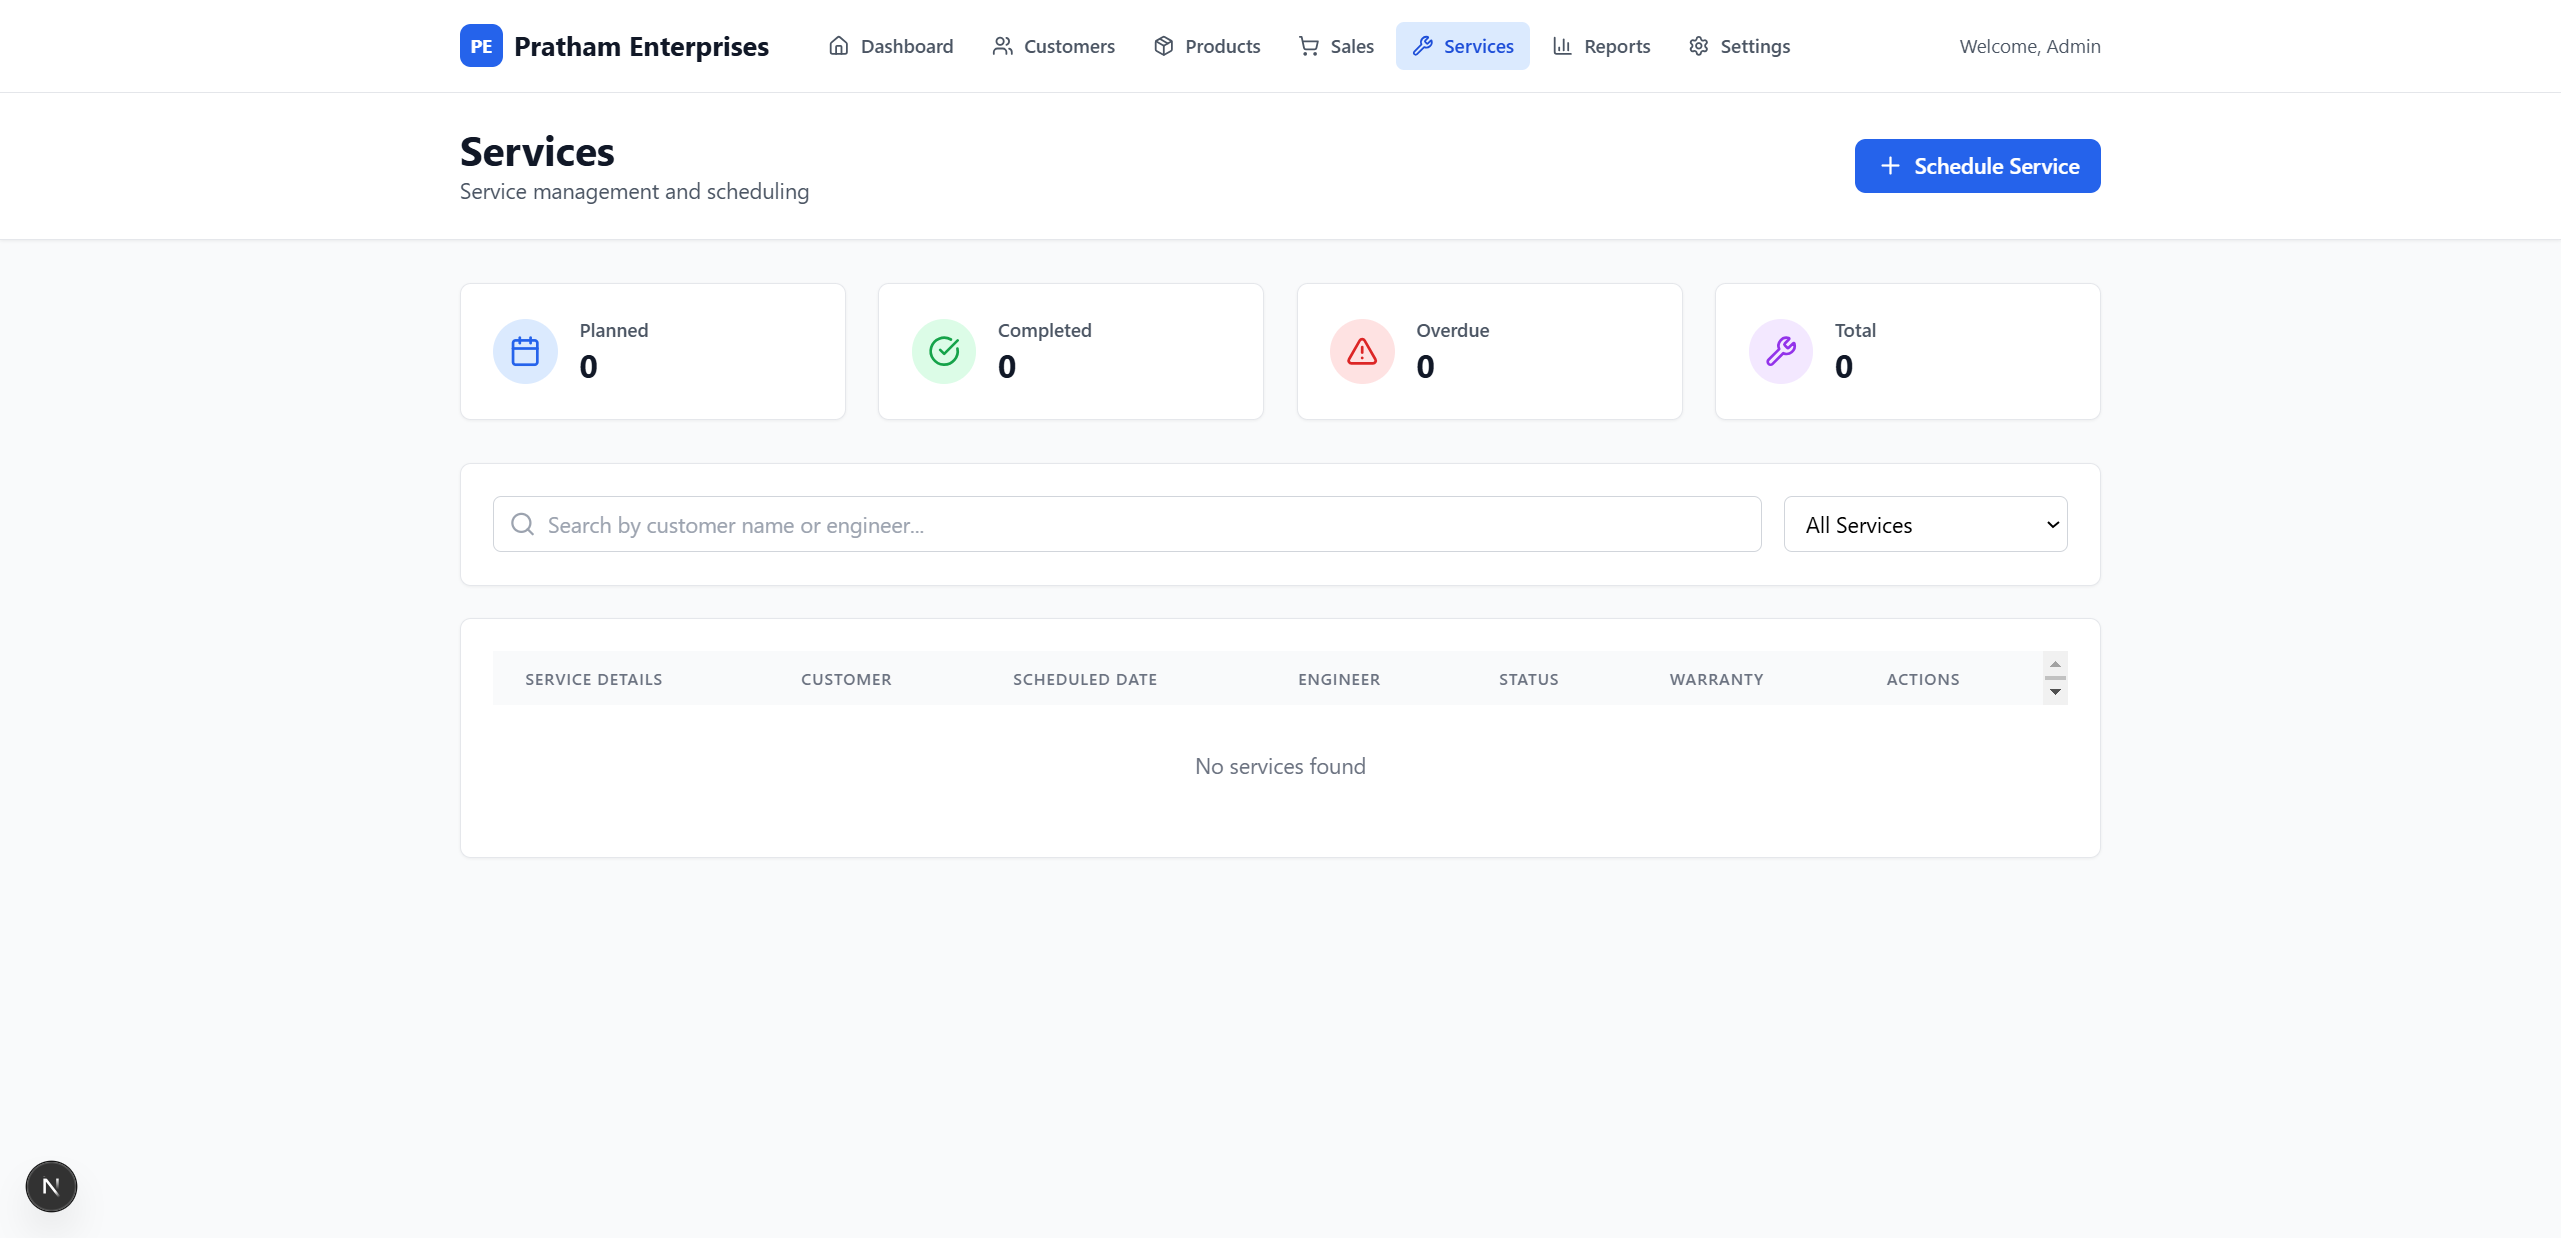 PE Pratham Enterprises Dashboard Customers Products Sales Services Reports Settings Welcome, Admin
Services
Service management and scheduling
Schedule Service
Planned
0
Completed
0
Overdue
0
Total
0
Search by customer name or engineer...
All Services
SERVICE DETAILS CUSTOMER SCHEDULED DATE ENGINEER STATUS WARRANTY ACTIONS
No services found
N